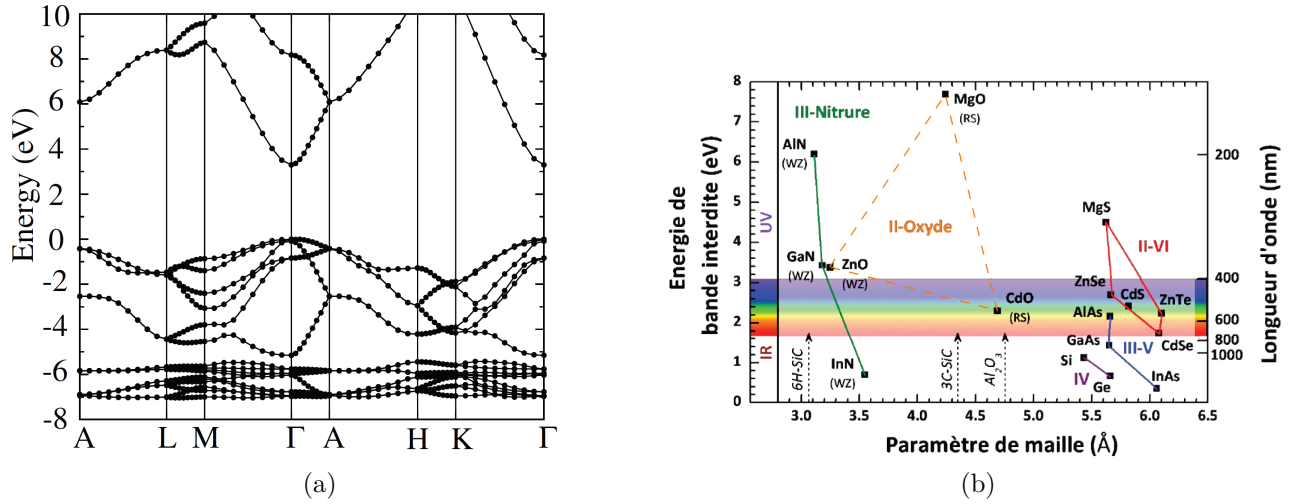 10
8
6
4
2
0
-2
-4
-6
-8
Energy (eV)
A L M Γ A H K Γ
(a)
8
7
6
5
4
3
2
1
0
Energie de
bande interdite (eV)
UV
IR
III-Nitrure
AlN
(WZ)
GaN
(WZ)
ZnO
(WZ)
InN
(WZ)
MgO
(RS)
II-Oxyde
CdO
(RS)
6H-SiC
3C-SiC
Al2O3
MgS
II-VI
ZnSe
CdS
ZnTe
AlAs
CdSe
GaAs
III-V
Si
IV
Ge
InAs
200
400
600
800
1000
Longueur d'onde (nm)
3.0 3.5 4.0 4.5 5.0 5.5 6.0 6.5
Paramètre de maille (Å)
(b)